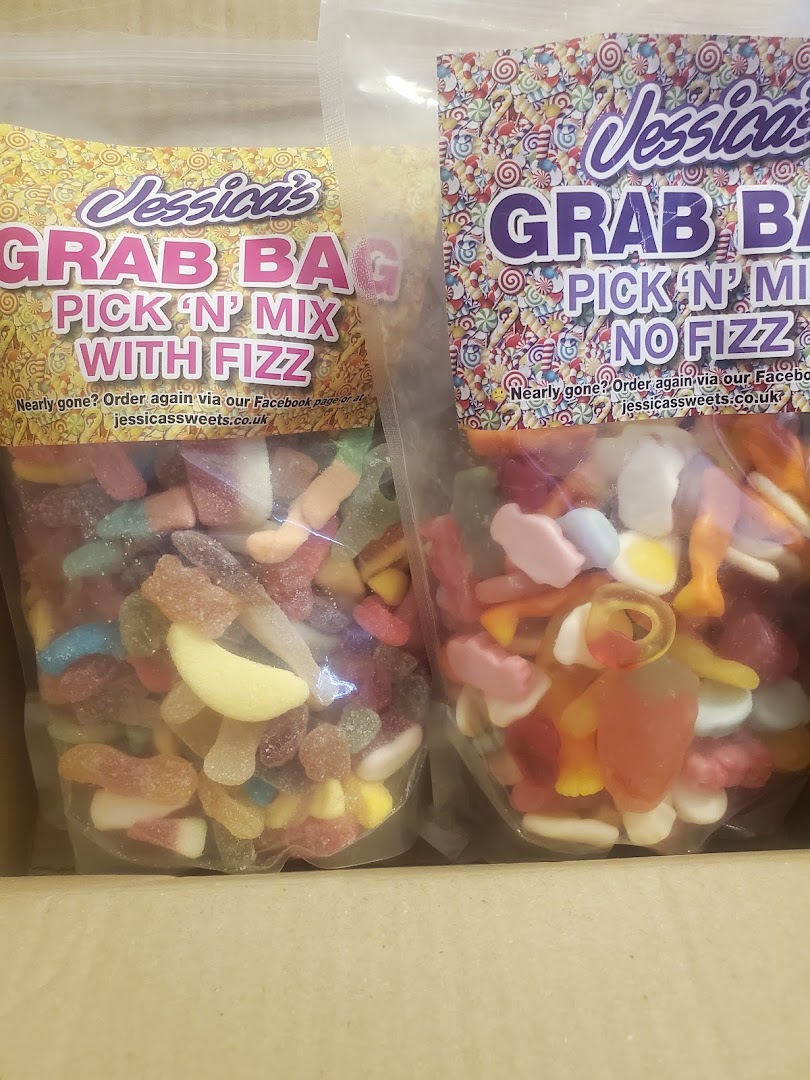 Jessica's
GRAB BAG
PICK 'N' MIX
WITH FIZZ
Nearly gone? Order again via our Facebook page or at
jessicassweets.co.uk
Jessica's
GRAB BA
PICK 'N' MI
NO FIZZ
Nearly gone? Order again via our Facebo
jessicassweets.co.uk